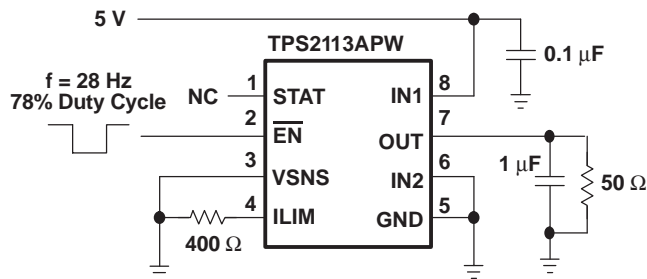 5 V
TPS2113APW
0.1 µF
f = 28 Hz
78% Duty Cycle
NC
1
STAT
IN1
8
2
EN
OUT
7
3
VSNS
IN2
6
1 µF
50 Ω
4
ILIM
GND
5
400 Ω